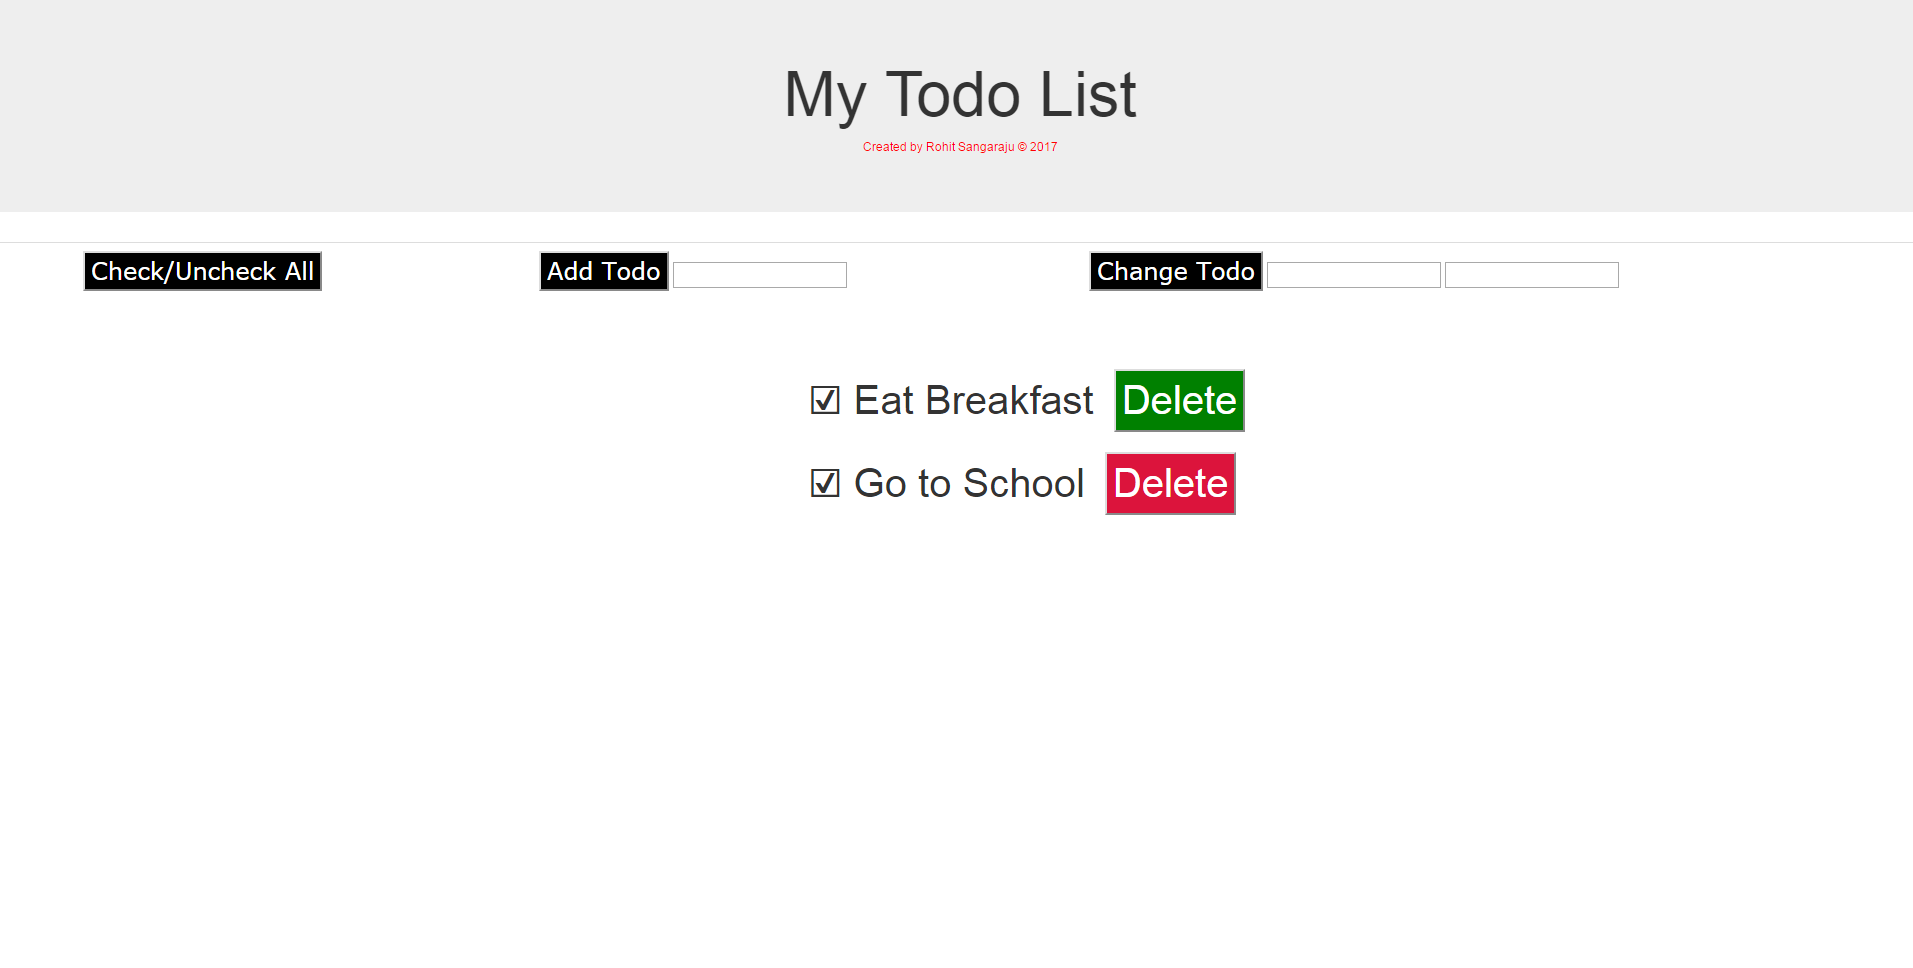 My Todo List
Created by Rohit Sangaraju © 2017
Check/Uncheck All Add Todo Change Todo
☑ Eat Breakfast Delete
☑ Go to School Delete